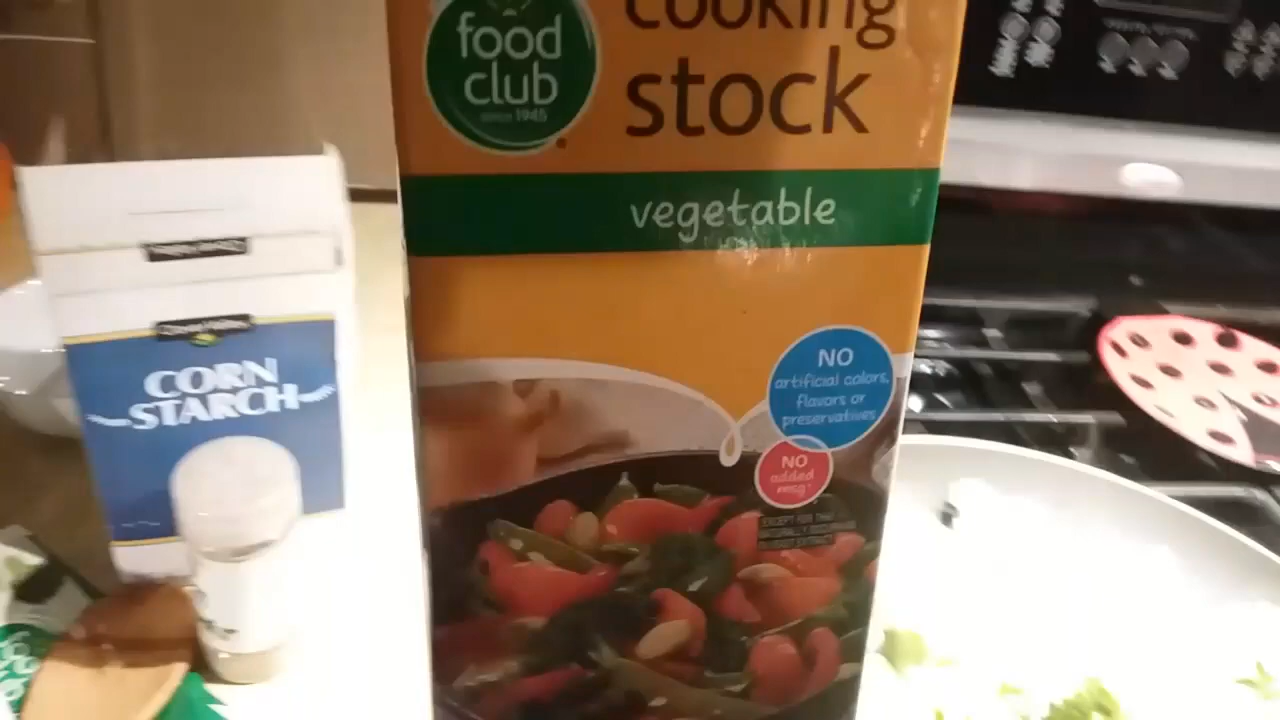 food
club
since 1945
cooking
stock
vegetable
NO
artificial colors,
flavors or
preservatives
NO
added
msg
CORN
STARCH